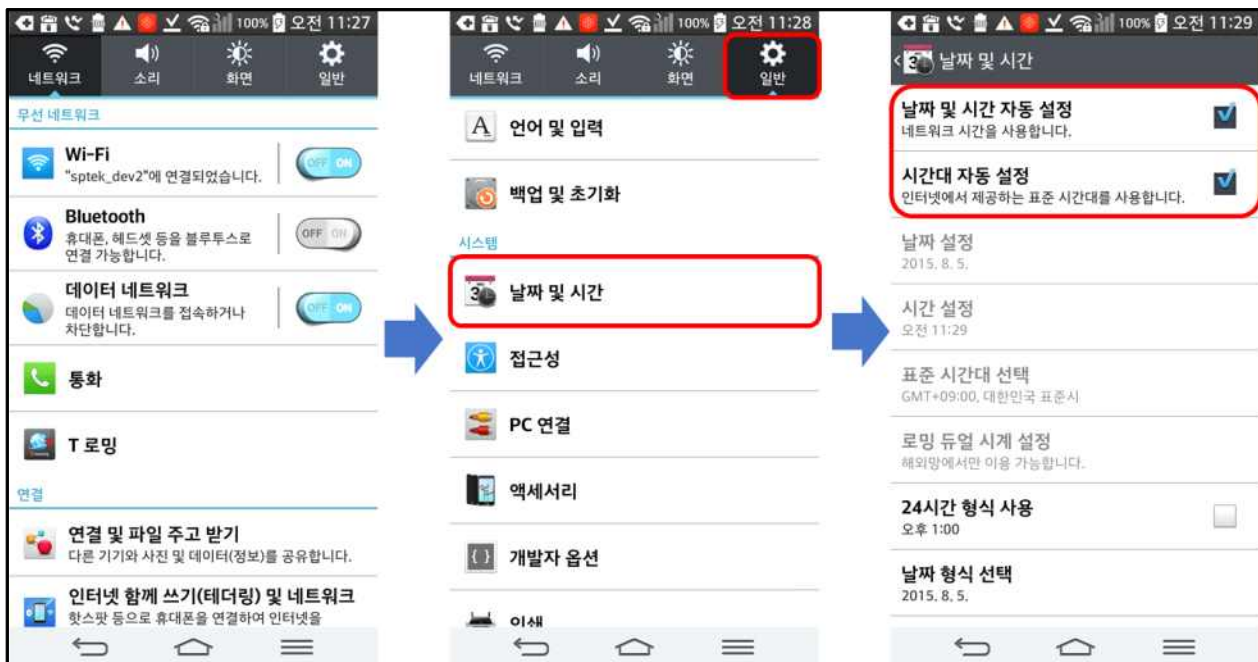 100% 오전 11:27
네트워크 소리 화면 일반
무선 네트워크
Wi-Fi
"sptek_dev2"에 연결되었습니다.
OFF ON
Bluetooth
휴대폰, 헤드셋 등을 블루투스로
연결 가능합니다.
OFF ON
데이터 네트워크
데이터 네트워크를 접속하거나
차단합니다.
OFF ON
통화
T 로밍
연결
연결 및 파일 주고 받기
다른 기기와 사진 및 데이터(정보)를 공유합니다.
인터넷 함께 쓰기(테더링) 및 네트워크
핫스팟 등으로 휴대폰을 연결하여 인터넷을
100% 오전 11:28
네트워크 소리 화면 일반
A 언어 및 입력
백업 및 초기화
시스템
날짜 및 시간
접근성
PC 연결
액세서리
개발자 옵션
인쇄
100% 오전 11:29
날짜 및 시간
날짜 및 시간 자동 설정
네트워크 시간을 사용합니다.
시간대 자동 설정
인터넷에서 제공하는 표준 시간대를 사용합니다.
날짜 설정
2015. 8. 5.
시간 설정
오전 11:29
표준 시간대 선택
GMT+09:00, 대한민국 표준시
로밍 듀얼 시계 설정
해외망에서만 이용 가능합니다.
24시간 형식 사용
오후 1:00
날짜 형식 선택
2015. 8. 5.